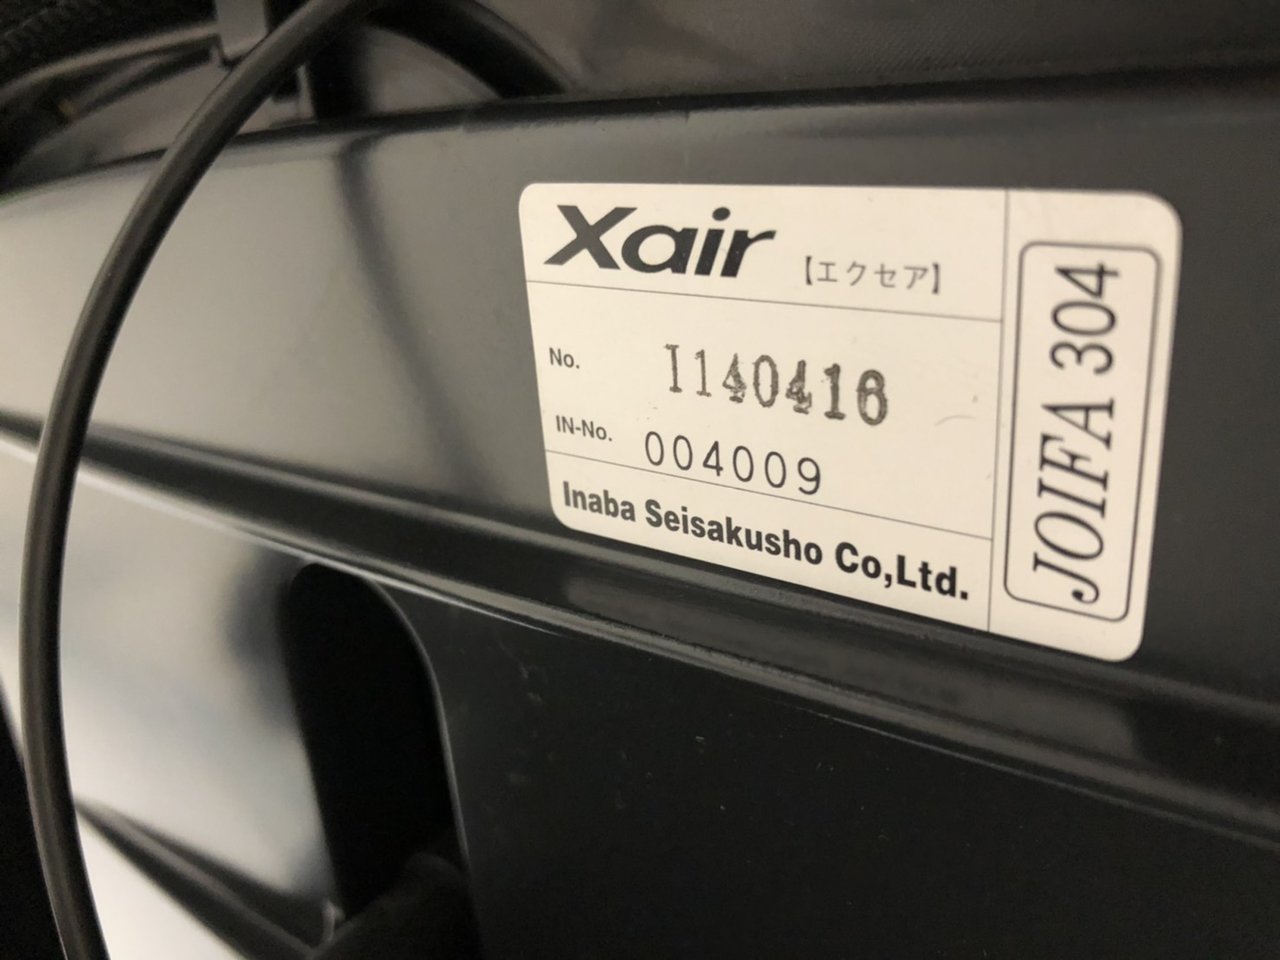 Xair 【エクセア】
No. I140416
IN-No. 004009
Inaba Seisakusho Co,Ltd.
JOIFA 304